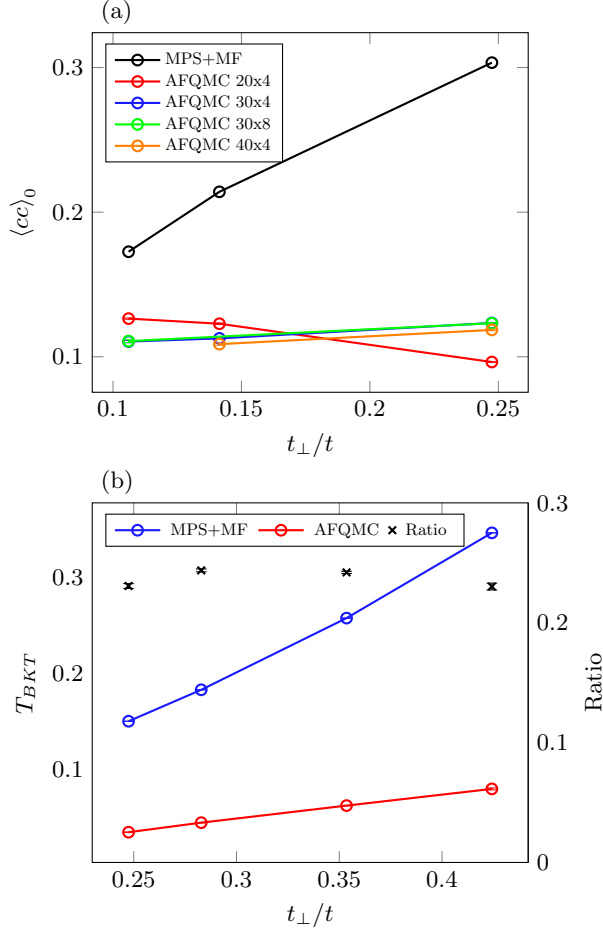 (a)
0.3
MPS+MF
AFQMC 20x4
AFQMC 30x4
AFQMC 30x8
AFQMC 40x4
⟨cc⟩₀
0.2
0.1
0.1 0.15 0.2 0.25
t⊥/t
(b)
0.3
MPS+MF AFQMC Ratio
0.3
0.2
0.2
T_BKT
Ratio
0.1
0.1
0
0.25 0.3 0.35 0.4
t⊥/t